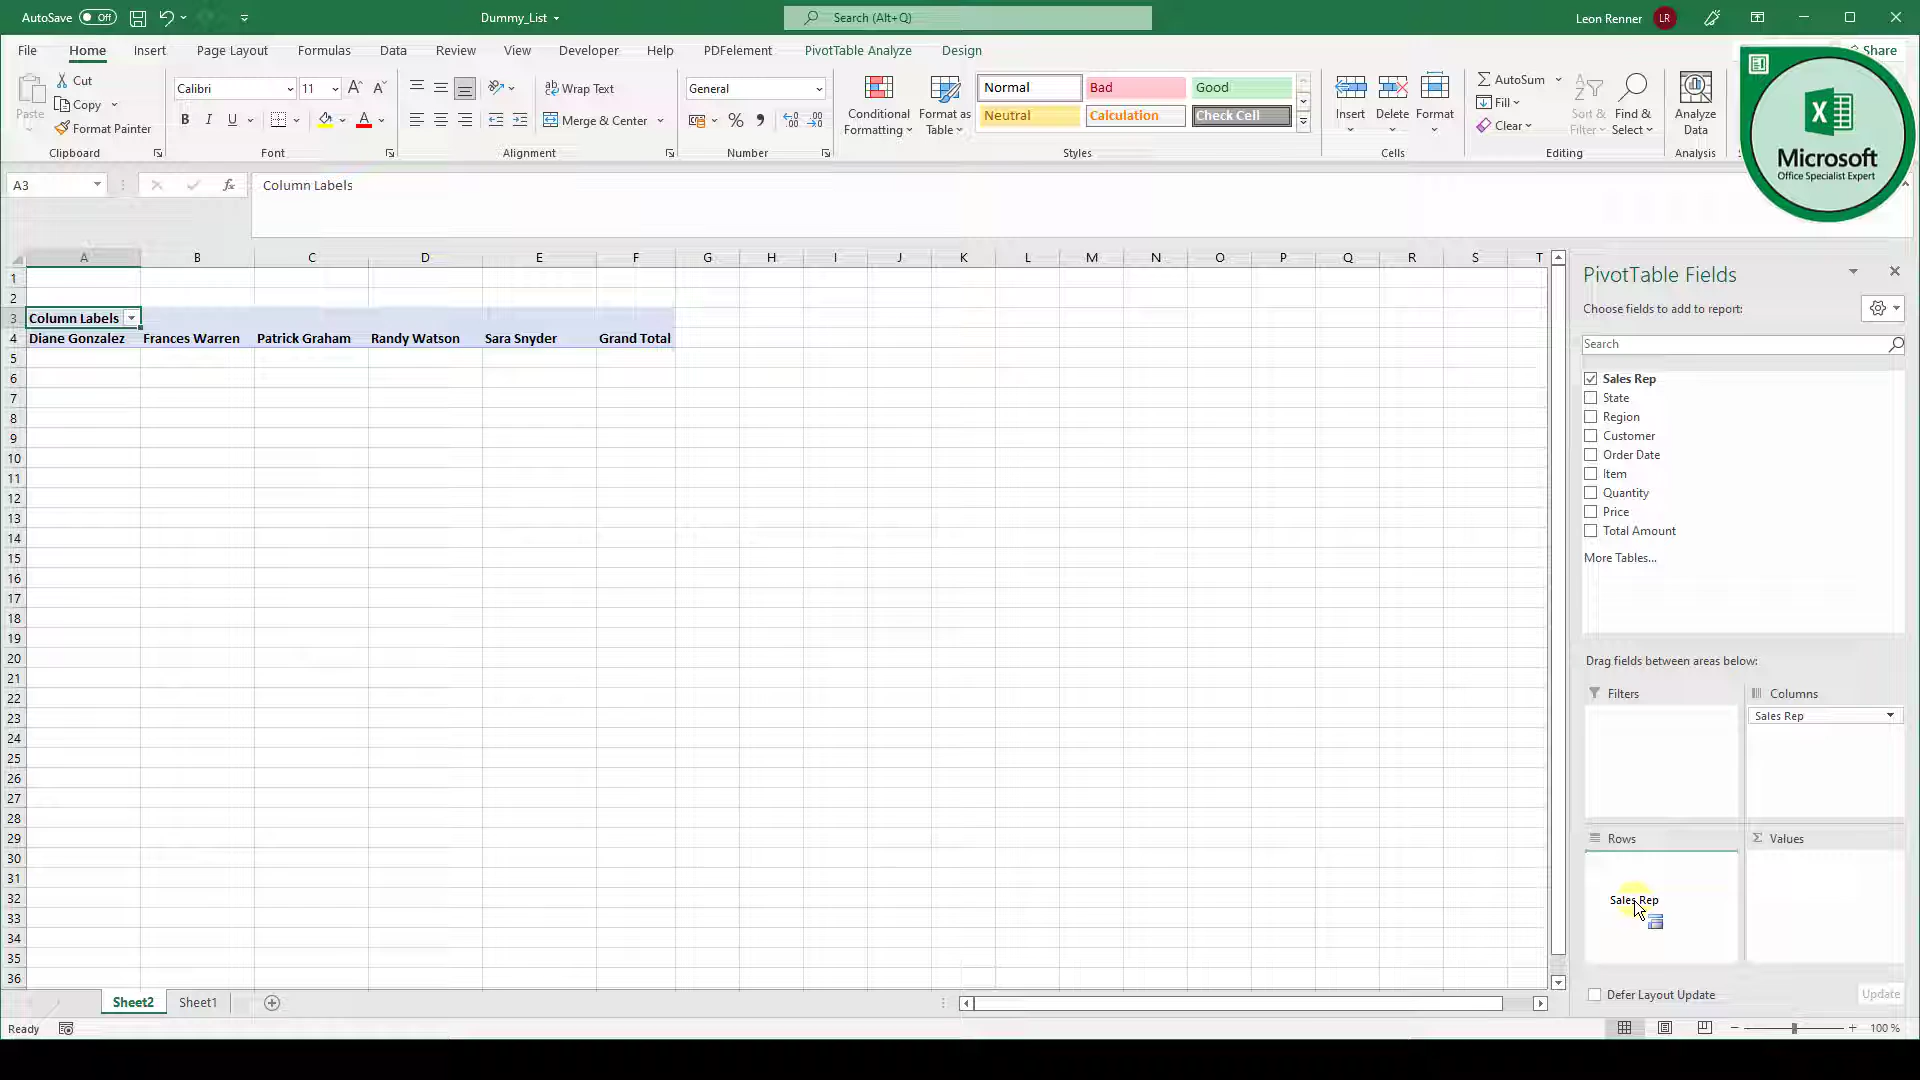 AutoSave Off Dummy_List Search (Alt+Q) Leon Renner LR
File Home Insert Page Layout Formulas Data Review View Developer Help PDFelement PivotTable Analyze Design Share
Paste Cut
Copy
Format Painter
Clipboard
Calibri 11
B I U
Font
Wrap Text
Merge & Center
Alignment
General
Number
Conditional Formatting
Format as Table
Normal Bad Good
Neutral Calculation Check Cell
Styles
Insert Delete Format
Cells
AutoSum
Fill
Clear
Sort & Filter
Find & Select
Editing
Analyze Data
Analysis
Microsoft
Office Specialist Expert
A3 fx Column Labels
A B C D E F G H I J K L M N O P Q R S T
1
2
3 Column Labels
4 Diane Gonzalez Frances Warren Patrick Graham Randy Watson Sara Snyder Grand Total
5
6
7
8
9
10
11
12
13
14
15
16
17
18
19
20
21
22
23
24
25
26
27
28
29
30
31
32
33
34
35
36
PivotTable Fields
Choose fields to add to report:
Search
Sales Rep
State
Region
Customer
Order Date
Item
Quantity
Price
Total Amount
More Tables...
Drag fields between areas below:
Filters Columns
Sales Rep
Rows Values
Sales Rep
Defer Layout Update Update
Sheet2 Sheet1
Ready 100 %